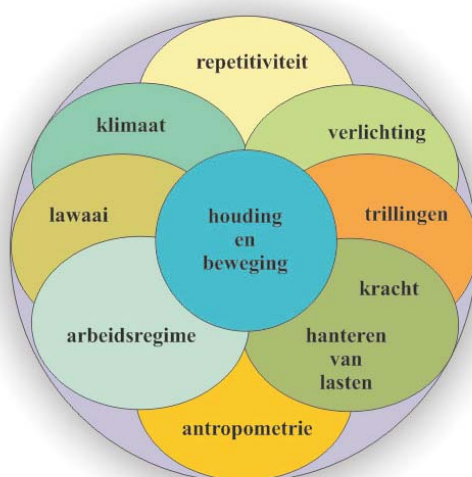 repetitiviteit
klimaat
verlichting
lawaai
houding
en
beweging
trillingen
kracht
arbeidsregime
hanteren
van
lasten
antropometrie